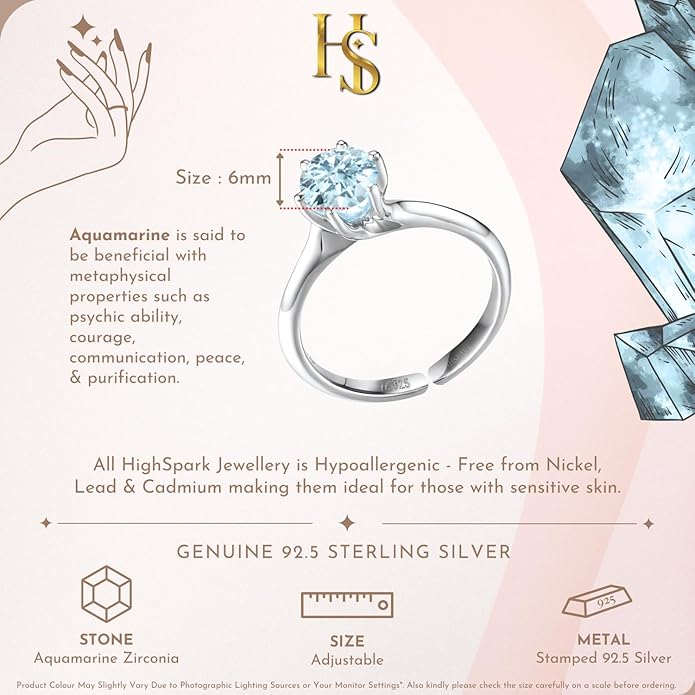 HS
Size : 6mm
Aquamarine is said to
be beneficial with
metaphysical
properties such as
psychic ability,
courage,
communication, peace,
& purification.
925
All HighSpark Jewellery is Hypoallergenic - Free from Nickel,
Lead & Cadmium making them ideal for those with sensitive skin.
GENUINE 92.5 STERLING SILVER
925
STONE
Aquamarine Zirconia
SIZE
Adjustable
METAL
Stamped 92.5 Silver
Product Colour May Slightly Vary Due to Photographic Lighting Sources or Your Monitor Settings*. Also kindly please check the size carefully on a scale before ordering.